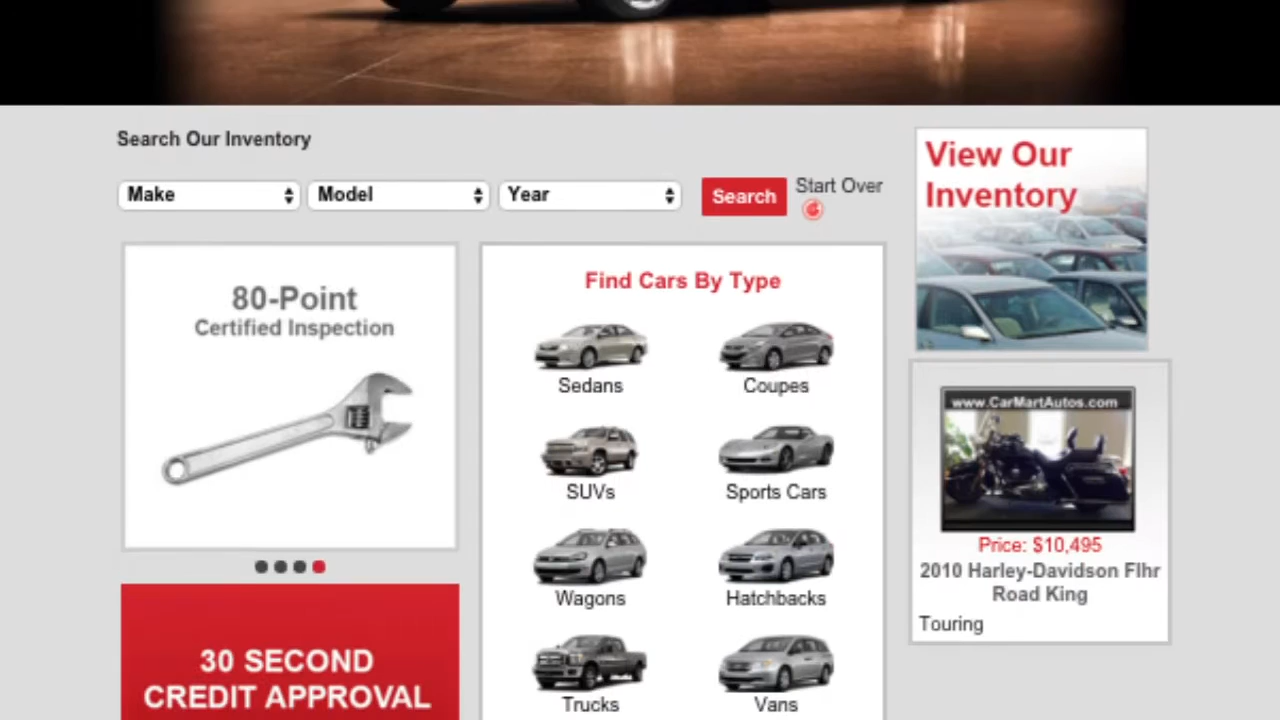 Search Our Inventory
Make
Model
Year
Search
Start Over
80-Point
Certified Inspection
30 SECOND
CREDIT APPROVAL
Find Cars By Type
Sedans
Coupes
SUVs
Sports Cars
Wagons
Hatchbacks
Trucks
Vans
View Our
Inventory
www.CarMartAutos.com
Price: $10,495
2010 Harley-Davidson Flhr
Road King
Touring